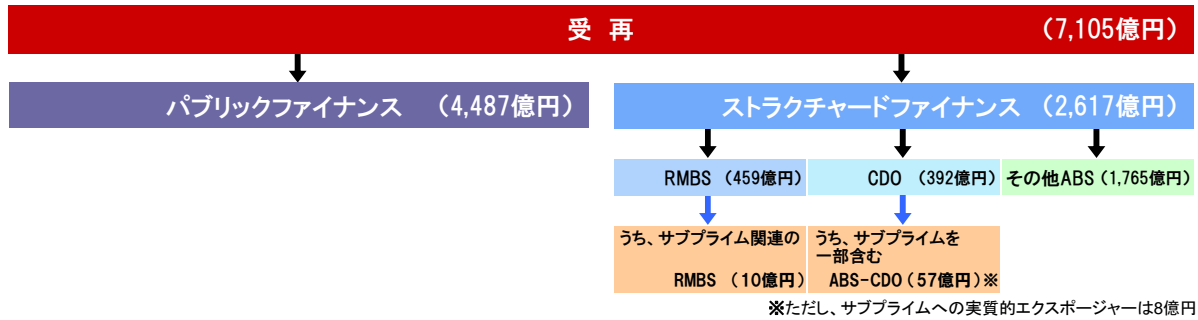 受 再 (7,105億円)
パブリックファイナンス (4,487億円)
ストラクチャードファイナンス (2,617億円)
RMBS (459億円)
CDO (392億円)
その他ABS (1,765億円)
うち、サブプライム関連の
RMBS (10億円)
うち、サブプライムを
一部含む
ABS-CDO (57億円)※
※ただし、サブプライムへの実質的エクスポージャーは8億円